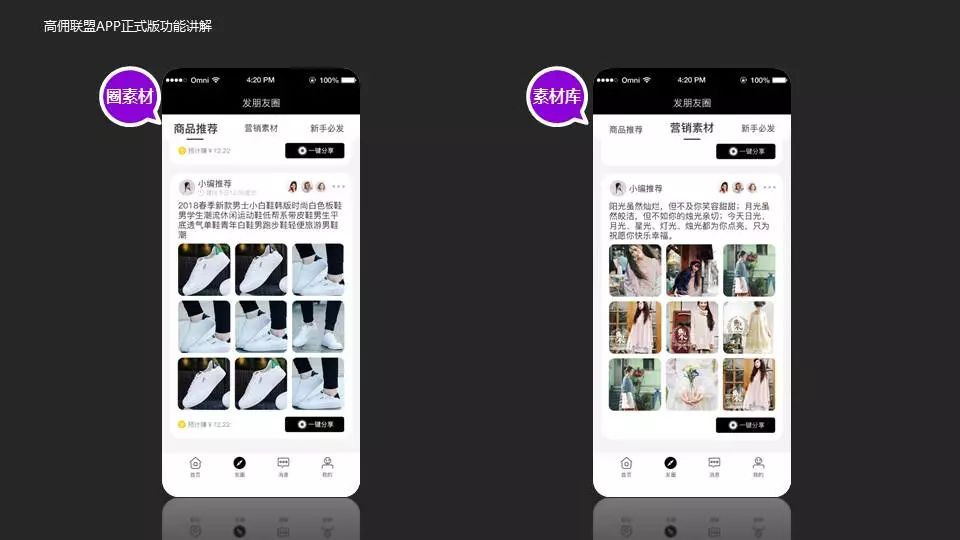 高佣联盟APP正式版功能讲解
圈素材
Omni
4:20 PM
100%
发朋友圈
商品推荐
营销素材
新手必发
预计赚￥12.22
一键分享
小编推荐
2018春季新款男士小白鞋韩版时尚白色板鞋
男学生潮流休闲运动鞋低帮系带皮鞋男生平
底透气单鞋青年白鞋男跑步鞋轻便旅游男鞋
潮
预计赚￥12.22
一键分享
首页
发圈
消息
我的
素材库
Omni
4:20 PM
100%
发朋友圈
商品推荐
营销素材
新手必发
一键分享
小编推荐
阳光虽然灿烂，但不及你笑容甜甜；月光虽
然皎洁，但不如你的烛光亲切；今天日光、
月光、星光、灯光、烛光都为你点亮，只为
祝愿你快乐幸福。
一键分享
首页
发圈
消息
我的